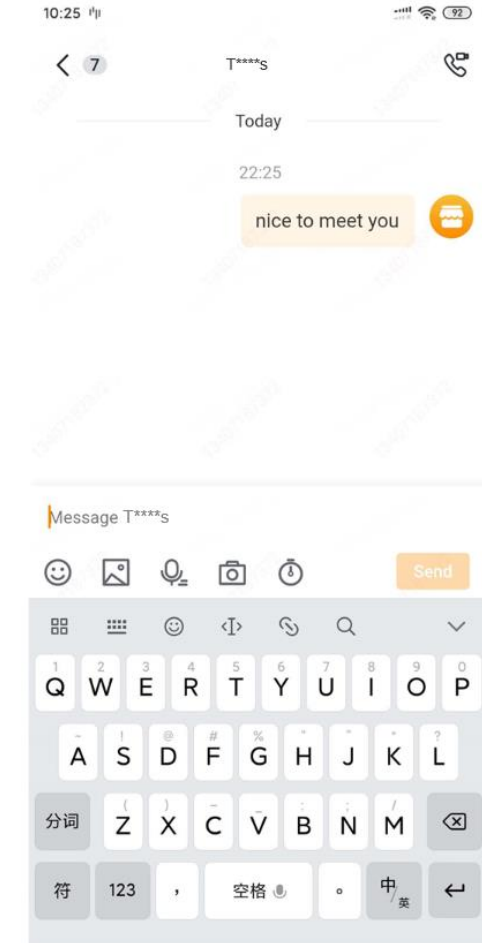 10:25
92
7
T****s
Today
22:25
nice to meet you
Message T****s
Send
1 2 3 4 5 6 7 8 9 0
Q W E R T Y U I O P
~ ! @ # % " " * ?
A S D F G H J K L
( ) - _ : ; /
分词 Z X C V B N M
符 123 , 空格 。 中/英